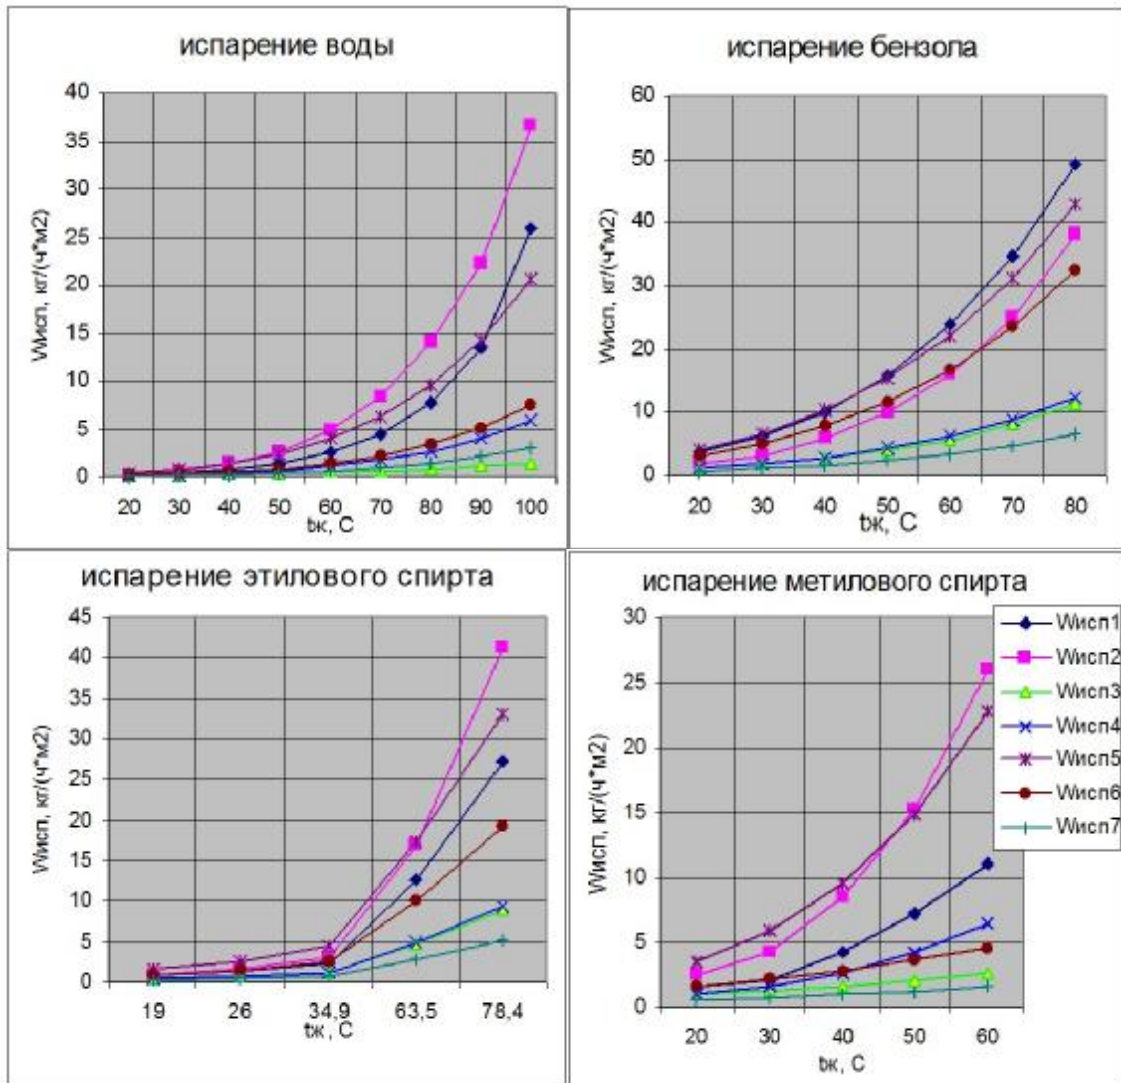 испарение воды
40
35
30
25
20
15
10
5
0
Wисп, кг/(ч*м2)
20 30 40 50 60 70 80 90 100
tк, С
испарение бензола
60
50
40
30
20
10
0
Wисп, кг/(ч*м2)
20 30 40 50 60 70 80
tж, С
испарение этилового спирта
45
40
35
30
25
20
15
10
5
0
Wисп, кг/(ч*м2)
19 26 34,9 63,5 78,4
tж, С
испарение метилового спирта
30
25
20
15
10
5
0
Wисп, кг/(ч*м2)
20 30 40 50 60
tж, С
Wисп1
Wисп2
Wисп3
Wисп4
Wисп5
Wисп6
Wисп7